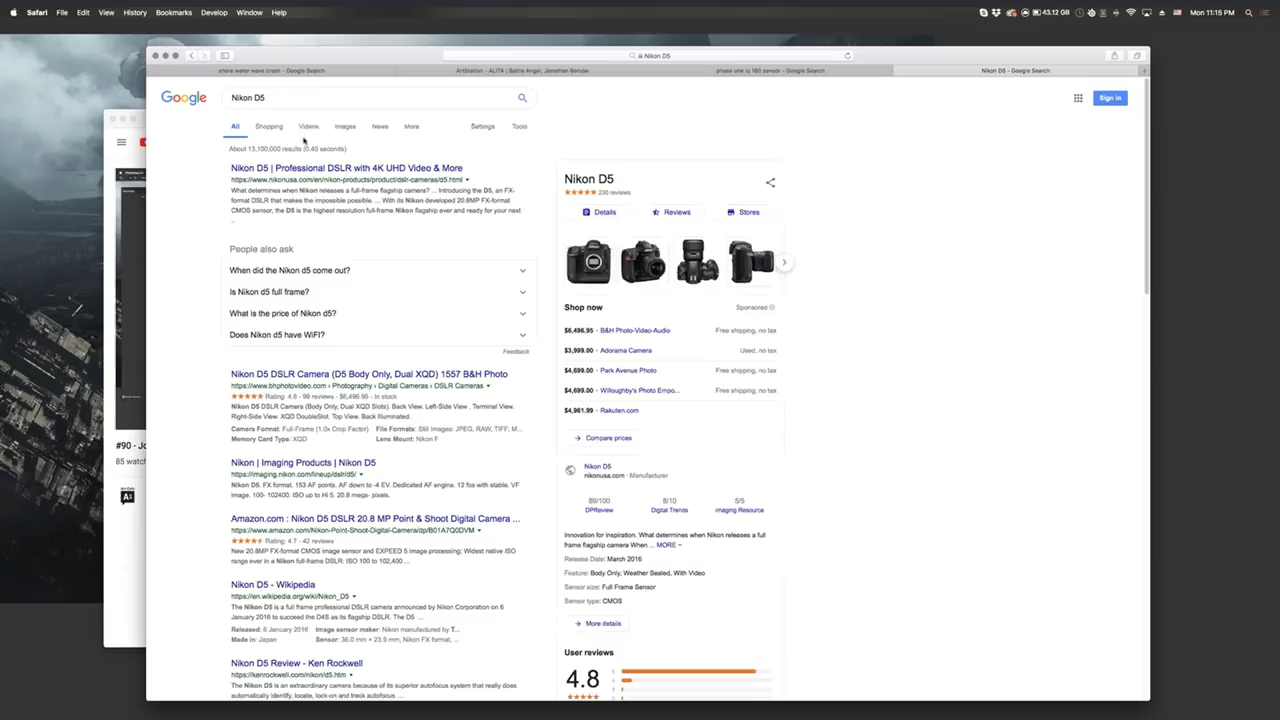 Safari File Edit View History Bookmarks Develop Window Help
43.12 GB Mon 11:15 PM
Nikon D5
shore water wave crash - Google Search
ArtStation - ALITA | Battle Angel, Jonathan Berube
phase one iq 160 sensor - Google Search
Nikon D5 - Google Search
Google
Nikon D5
Sign in
All Shopping Videos Images News More Settings Tools
About 13,100,000 results (0.40 seconds)
Nikon D5 | Professional DSLR with 4K UHD Video & More
https://www.nikonusa.com/en/nikon-products/product/dslr-cameras/d5.html
What determines when Nikon releases a full-frame flagship camera? ... Introducing the D5, an FX-
format DSLR that makes the impossible possible. ... With its Nikon developed 20.8MP FX-format
CMOS sensor, the D5 is the highest resolution full-frame Nikon flagship ever and ready for your next
..
People also ask
When did the Nikon d5 come out?
Is Nikon d5 full frame?
What is the price of Nikon d5?
Does Nikon d5 have WiFi?
Feedback
Nikon D5 DSLR Camera (D5 Body Only, Dual XQD) 1557 B&H Photo
https://www.bhphotovideo.com › Photography › Digital Cameras › DSLR Cameras
Rating: 4.8 - 99 reviews - $6,496.95 - In stock
Nikon D5 DSLR Camera (Body Only, Dual XQD Slots). Back View. Left-Side View . Terminal View.
Right-Side View. XQD DoubleSlot. Top View. Back Illuminated.
Camera Format: Full-Frame (1.0x Crop Factor) File Formats: Still Images: JPEG, RAW, TIFF; M...
Memory Card Type: XQD Lens Mount: Nikon F
Nikon | Imaging Products | Nikon D5
https://imaging.nikon.com/lineup/dslr/d5/
Nikon D5. FX format. 153 AF points. AF down to -4 EV. Dedicated AF engine. 12 fos with stable. VF
image. 100- 102400. ISO up to Hi 5. 20.8 mega- pixels.
Amazon.com : Nikon D5 DSLR 20.8 MP Point & Shoot Digital Camera ...
https://www.amazon.com/Nikon-Point-Shoot-Digital-Camera/dp/B01A7Q0DVM
Rating: 4.7 - 42 reviews
New 20.8MP FX-format CMOS image sensor and EXPEED 5 image processing; Widest native ISO
range ever in a Nikon full-frame DSLR: ISO 100 to 102,400 ...
Nikon D5 - Wikipedia
https://en.wikipedia.org/wiki/Nikon_D5
The Nikon D5 is a full frame professional DSLR camera announced by Nikon Corporation on 6
January 2016 to succeed the D4S as its flagship DSLR. The D5 ...
Released: 6 January 2016 Image sensor maker: Nikon manufactured by T...
Made in: Japan Sensor: 36.0 mm × 23.9 mm, Nikon FX format, ...
Nikon D5 Review - Ken Rockwell
https://kenrockwell.com/nikon/d5.htm
The Nikon D5 is an extraordinary camera because of its superior autofocus system that really does
automatically identify, locate, lock-on and track autofocus ...
Nikon D5
230 reviews
Details Reviews Stores
Shop now Sponsored
$6,496.95 · B&H Photo-Video-Audio Free shipping, no tax
$3,999.00 · Adorama Camera Used, no tax
$4,699.00 · Park Avenue Photo Free shipping, no tax
$4,699.00 · Willoughby's Photo Empo... Free shipping, no tax
$4,961.99 · Rakuten.com
Compare prices
Nikon D5
nikonusa.com · Manufacturer
89/100 8/10 5/5
DPReview Digital Trends Imaging Resource
Innovation for inspiration. What determines when Nikon releases a full
frame flagship camera When ... MORE
Release Date: March 2016
Feature: Body Only, Weather Sealed, With Video
Sensor size: Full Frame Sensor
Sensor type: CMOS
More details
User reviews
4.8
5
4
3
2
#90 - Jo
85 watch